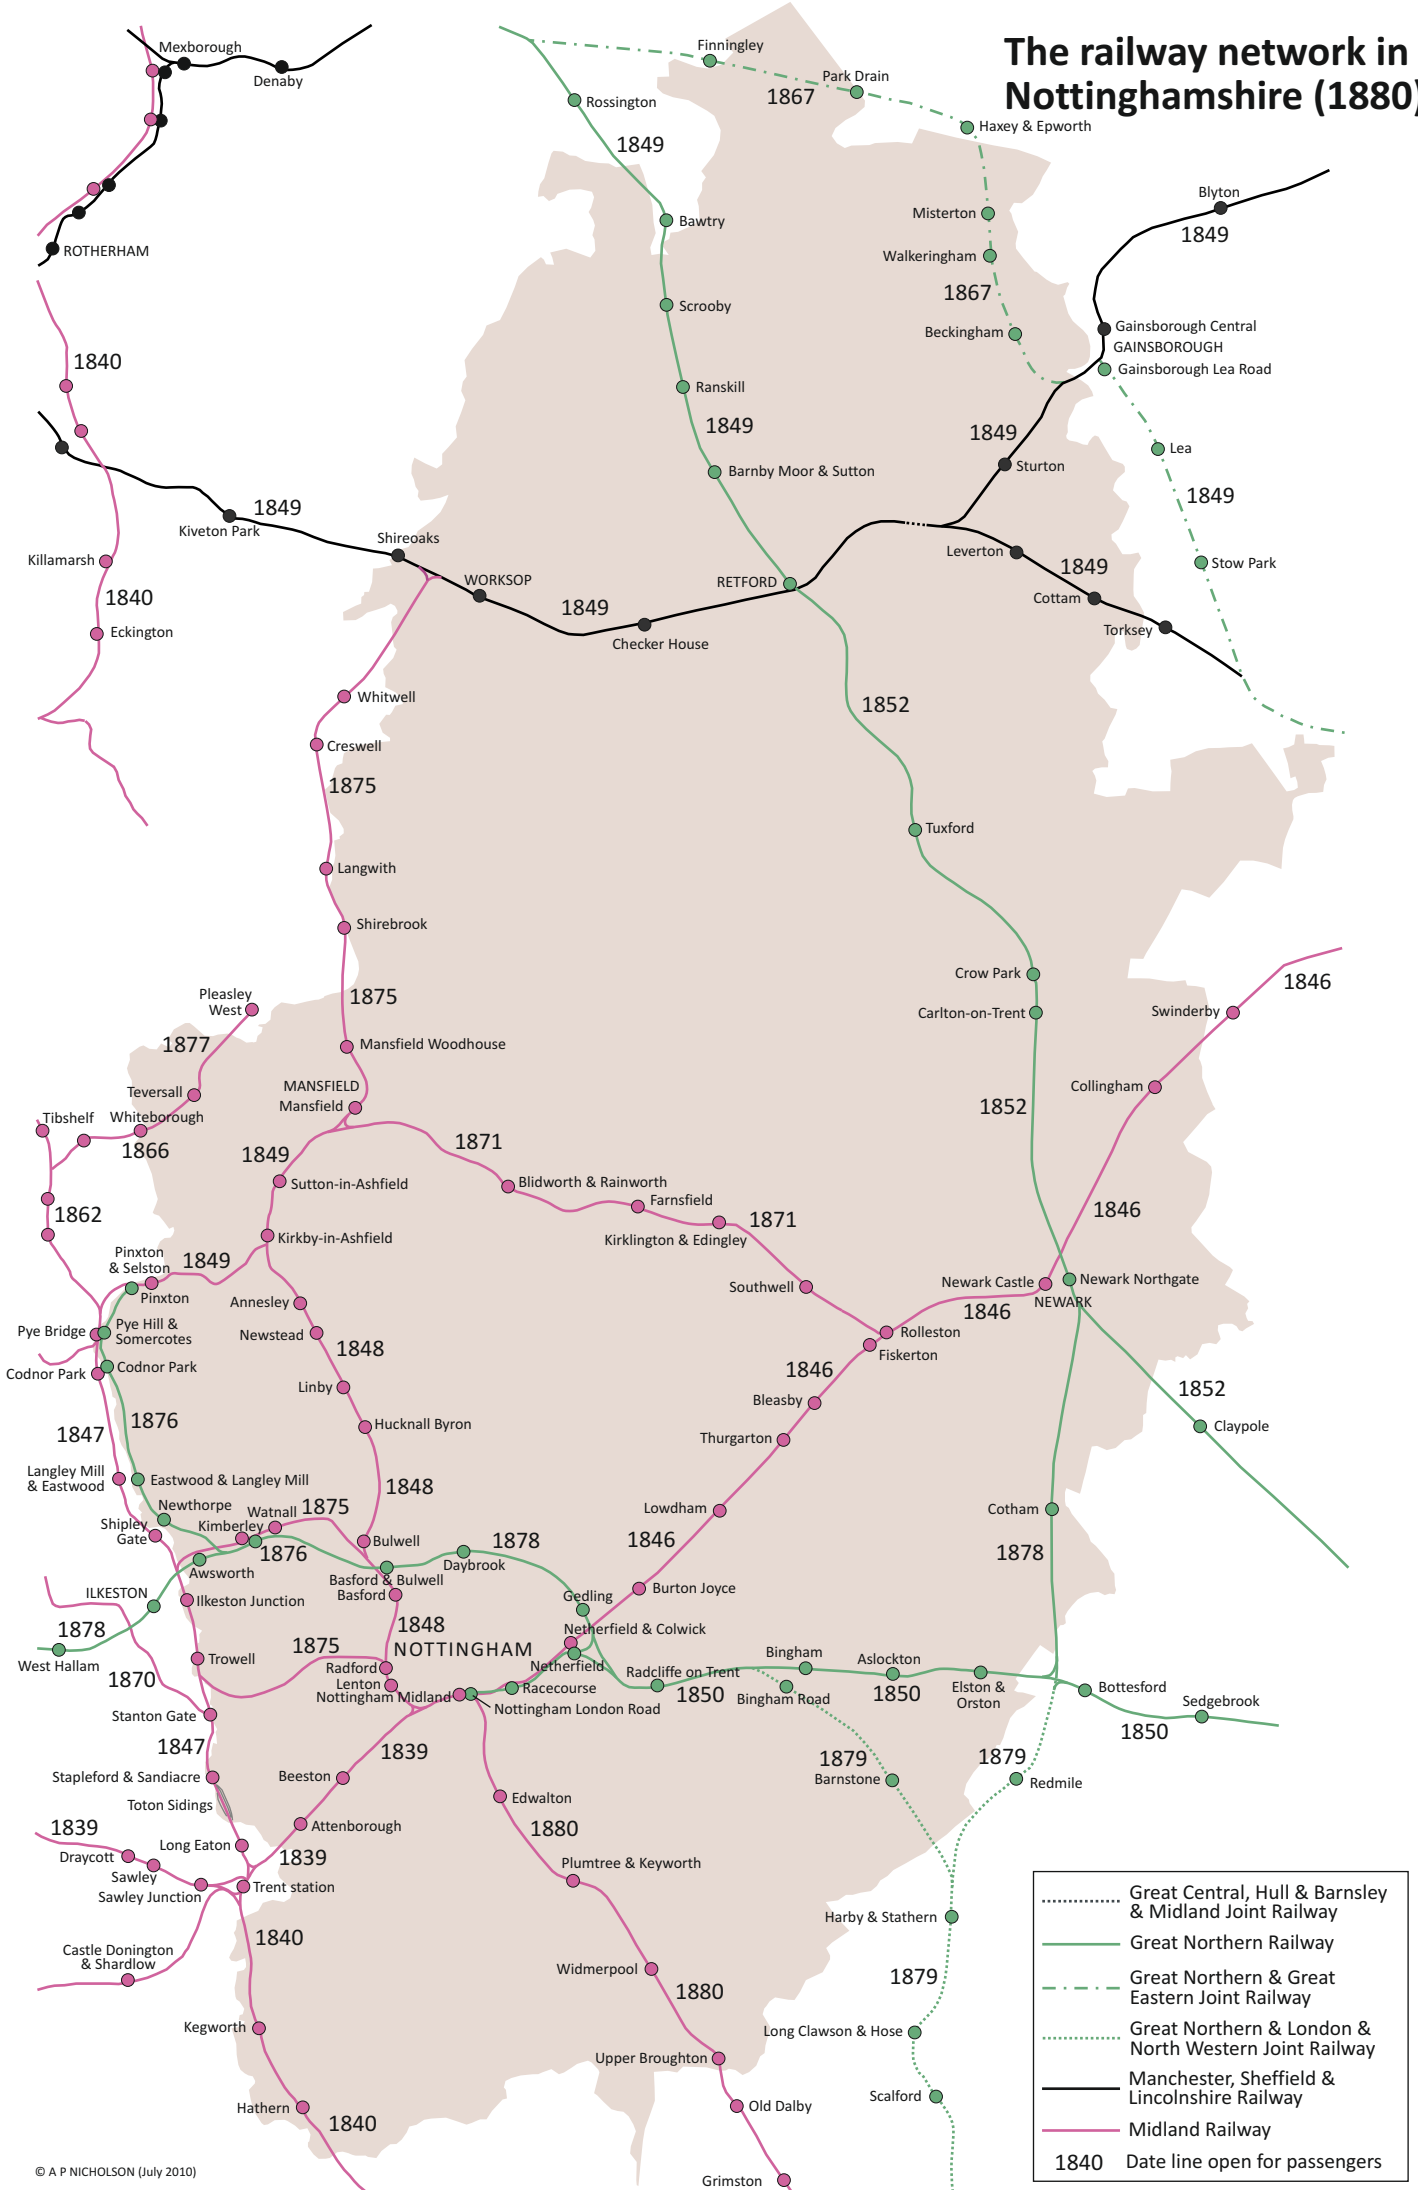 The railway network in
Nottinghamshire (1880)
Mexborough
Denaby
ROTHERHAM
Finningley
Park Drain
1867
Rossington
1849
Haxey & Epworth
Bawtry
Misterton
Walkeringham
1867
Beckingham
Scrooby
Blyton
1849
Gainsborough Central
GAINSBOROUGH
Gainsborough Lea Road
1840
Ranskill
1849
1849
Lea
Sturton
Barnby Moor & Sutton
1849
1849
Kiveton Park
Shireoaks
Leverton
1849
Stow Park
Killamarsh
WORKSOP
RETFORD
1840
1849
Cottam
Eckington
Checker House
Torksey
Whitwell
1852
Creswell
1875
Tuxford
Langwith
Shirebrook
Crow Park
1846
Pleasley
West
1875
Carlton-on-Trent
Swinderby
1877
Mansfield Woodhouse
Teversall
MANSFIELD
Mansfield
Collingham
1852
Tibshelf
Whiteborough
1866
1849
1871
Sutton-in-Ashfield
Blidworth & Rainworth
Farnsfield
1862
1871
1846
Kirkby-in-Ashfield
Kirklington & Edingley
Pinxton
& Selston
1849
Pinxton
Southwell
Newark Castle
Newark Northgate
NEWARK
1846
Annesley
Pye Bridge
Pye Hill &
Somercotes
Newstead
1848
Rolleston
Fiskerton
Codnor Park
Codnor Park
Linby
1846
1852
Bleasby
1876
1847
Hucknall Byron
Thurgarton
Claypole
Langley Mill
& Eastwood
Eastwood & Langley Mill
1848
Newthorpe
Watnall
1875
Lowdham
Cotham
Shipley
Gate
Kimberley
1876
Bulwell
1878
1846
1878
Awsworth
Daybrook
Basford & Bulwell
Basford
ILKESTON
Ilkeston Junction
Gedling
Burton Joyce
1878
1848
Netherfield & Colwick
West Hallam
Trowell
1875
NOTTINGHAM
Netherfield
Bingham
Aslockton
1870
Radford
Lenton
Radcliffe on Trent
Nottingham Midland
Racecourse
1850
Bingham Road
1850
Elston &
Orston
Bottesford
Sedgebrook
Stanton Gate
Nottingham London Road
1850
1847
1839
1879
1879
Stapleford & Sandiacre
Beeston
Barnstone
Redmile
Toton Sidings
Edwalton
1839
Attenborough
1880
Long Eaton
Draycott
1839
Sawley
Sawley Junction
Trent station
Plumtree & Keyworth
1840
Harby & Stathern
Castle Donington
& Shardlow
Widmerpool
1880
1879
Kegworth
Long Clawson & Hose
Upper Broughton
Scalford
Hathern
1840
Old Dalby
Grimston
Great Central, Hull & Barnsley
& Midland Joint Railway
Great Northern Railway
Great Northern & Great
Eastern Joint Railway
Great Northern & London &
North Western Joint Railway
Manchester, Sheffield &
Lincolnshire Railway
Midland Railway
1840 Date line open for passengers
© A P NICHOLSON (July 2010)